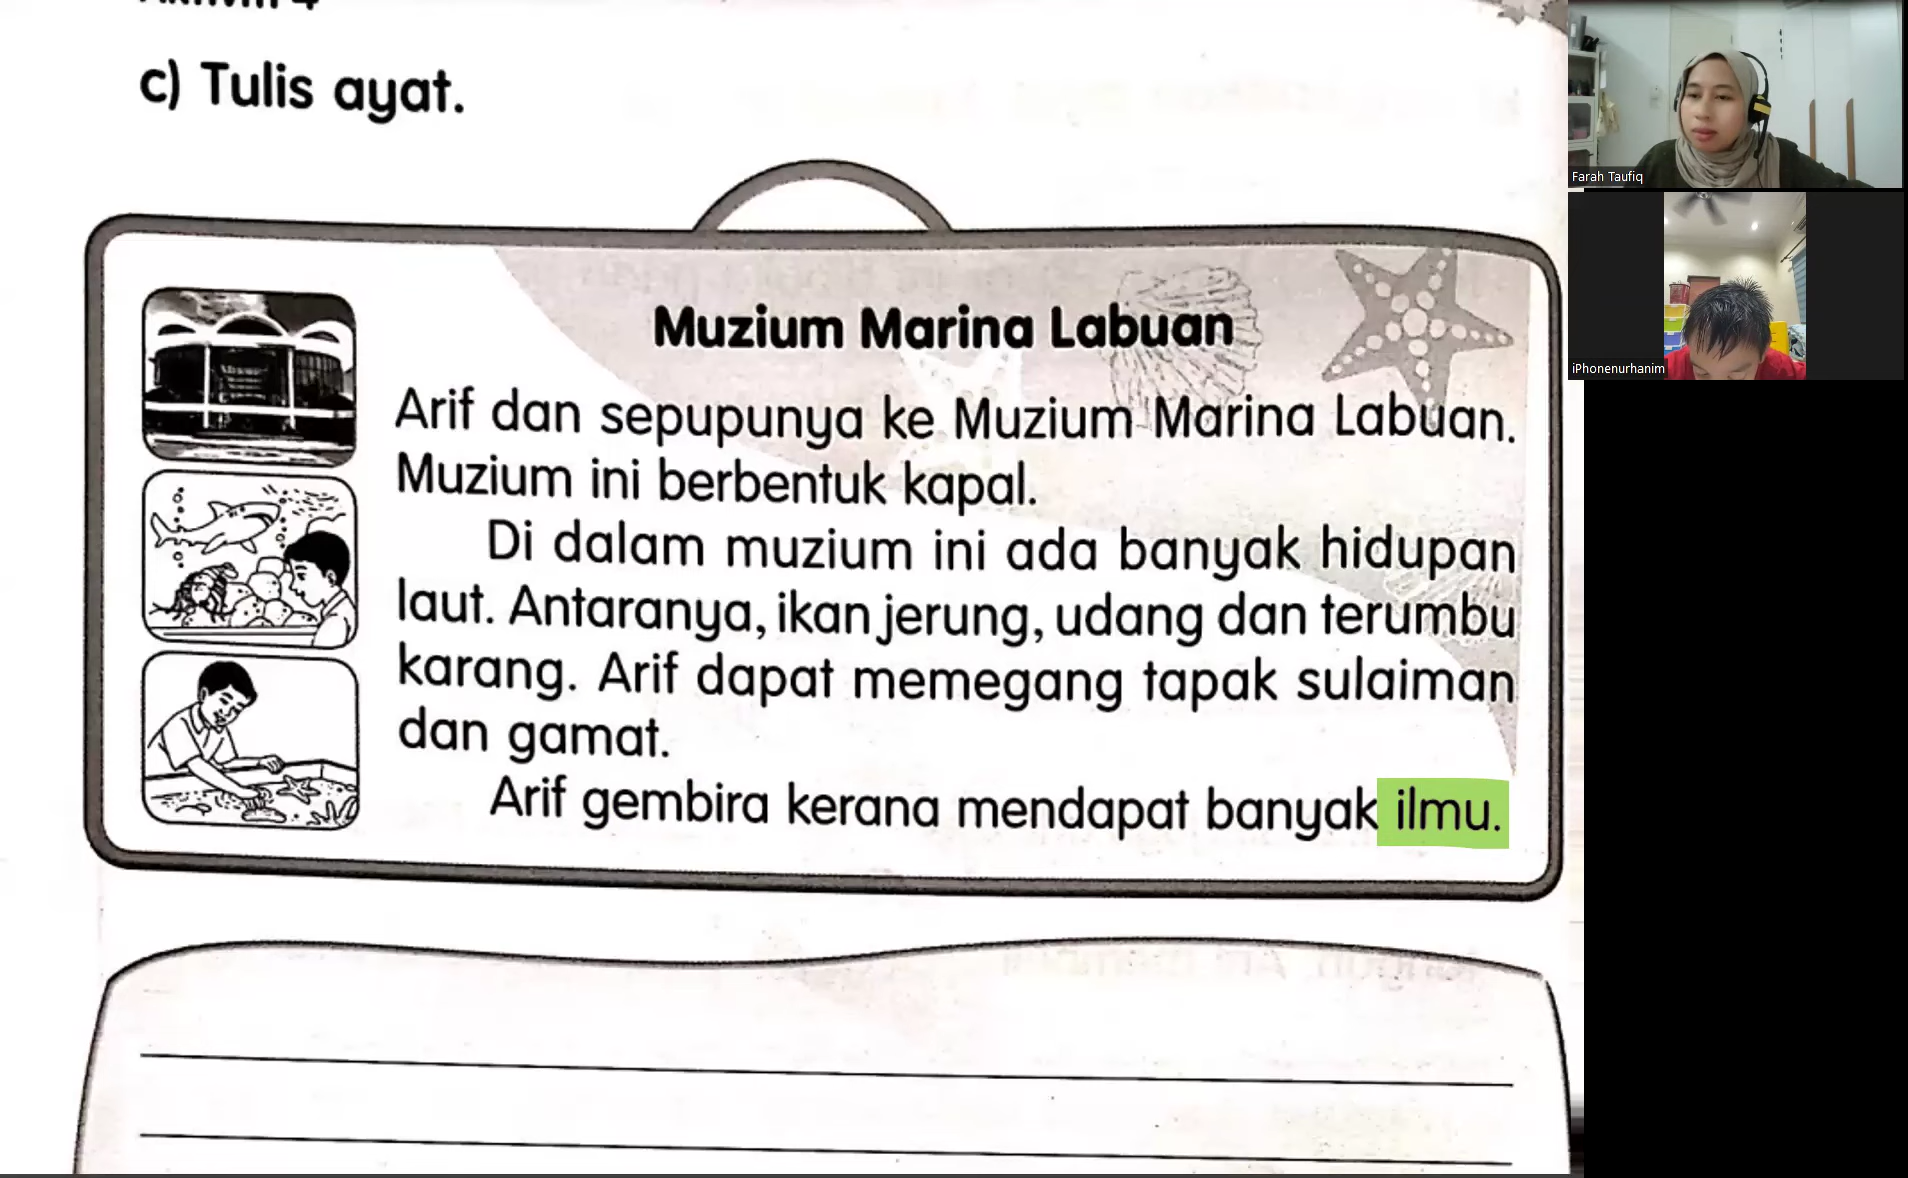 c) Tulis ayat.
Muzium Marina Labuan
Arif dan sepupunya ke Muzium Marina Labuan.
Muzium ini berbentuk kapal.
Di dalam muzium ini ada banyak hidupan
laut. Antaranya, ikan jerung, udang dan terumbu
karang. Arif dapat memegang tapak sulaiman
dan gamat.
Arif gembira kerana mendapat banyak ilmu.
Farah Taufiq
iPhonenurhanim